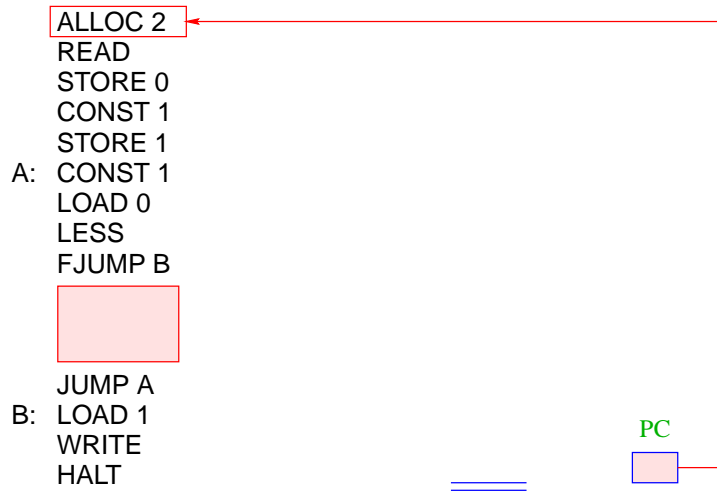 ALLOC 2
READ
STORE 0
CONST 1
STORE 1
A: CONST 1
LOAD 0
LESS
FJUMP B
JUMP A
B: LOAD 1
WRITE
HALT
PC